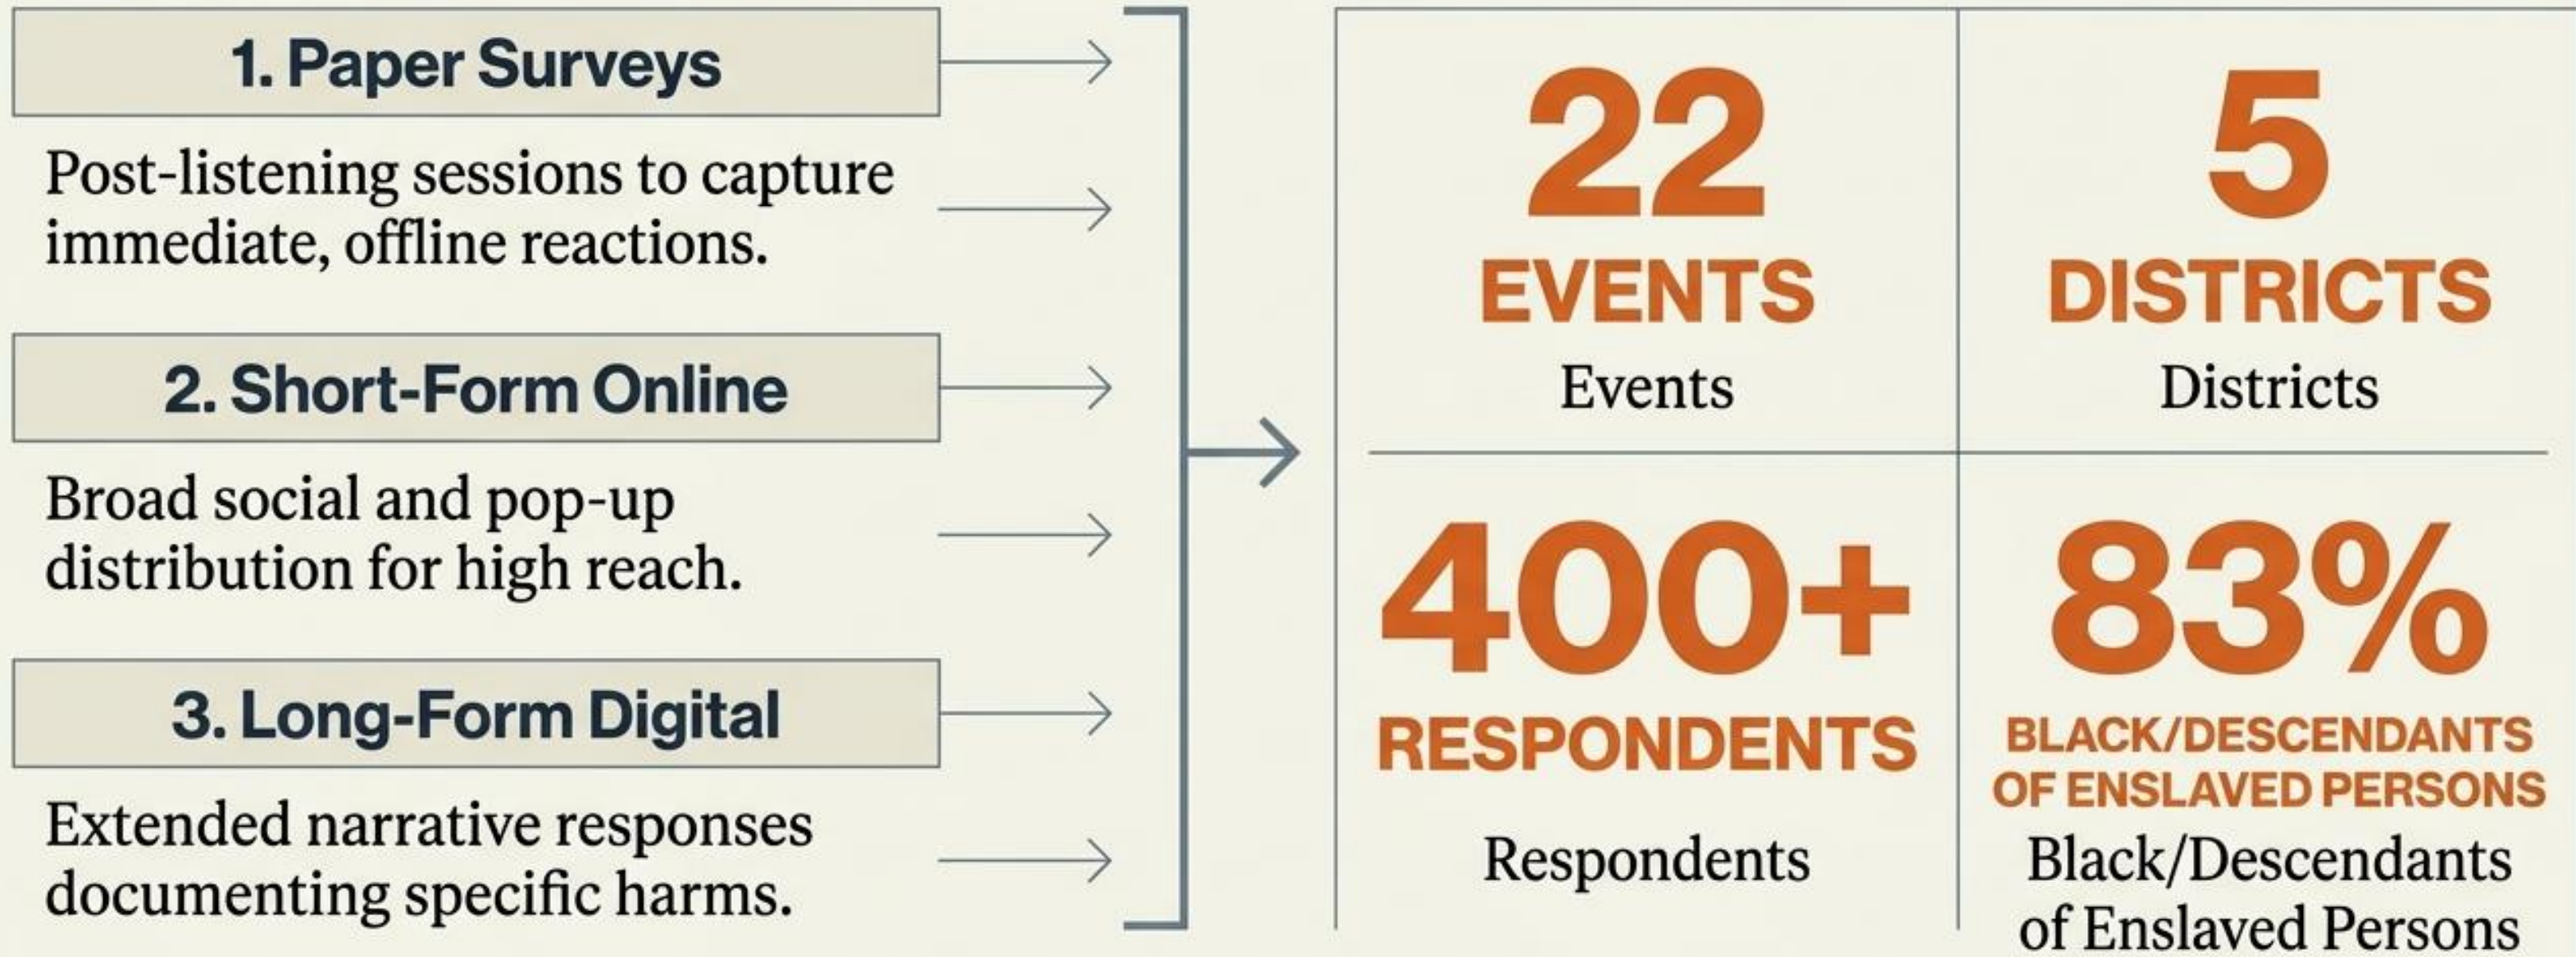 1. Paper Surveys
Post-listening sessions to capture
immediate, offline reactions.
2. Short-Form Online
Broad social and pop-up
distribution for high reach.
3. Long-Form Digital
Extended narrative responses
documenting specific harms.
22
EVENTS
Events
5
DISTRICTS
Districts
400+
RESPONDENTS
Respondents
83%
BLACK/DESCENDANTS
OF ENSLAVED PERSONS
Black/Descendants
of Enslaved Persons